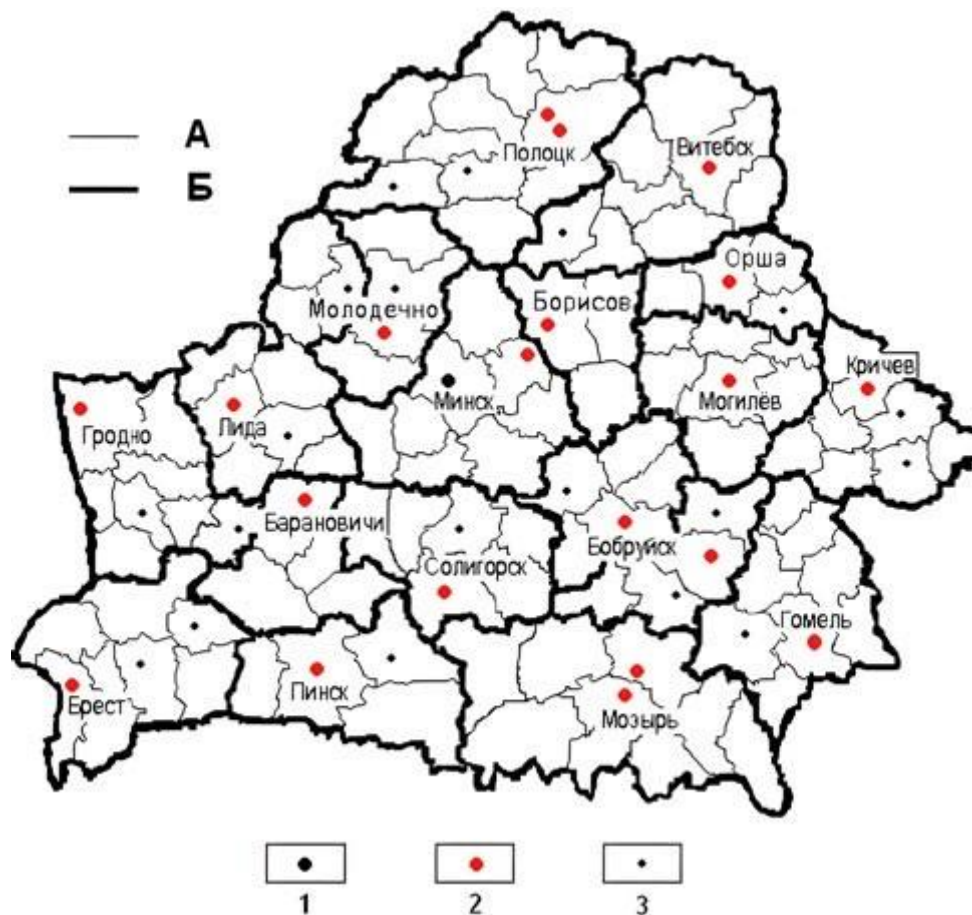 А
Б
Полоцк
Витебск
Орша
Борисов
Молодечно
Кричев
Минск
Могилёв
Гродно
Лида
Барановичи
Бобруйск
Солигорск
Гомель
Брест
Пинск
Мозырь
1
2
3